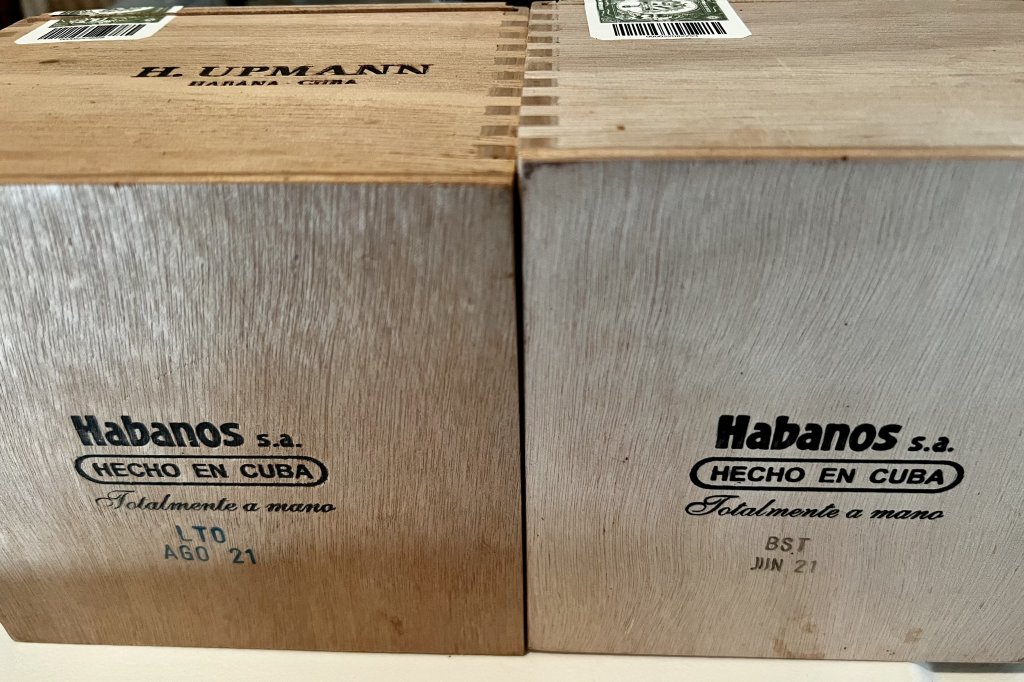 H. UPMANN
HABANA CUBA
Habanos s.a.
HECHO EN CUBA
Totalmente a mano
LTO
AGO 21
Habanos s.a.
HECHO EN CUBA
Totalmente a mano
BST
JUN 21